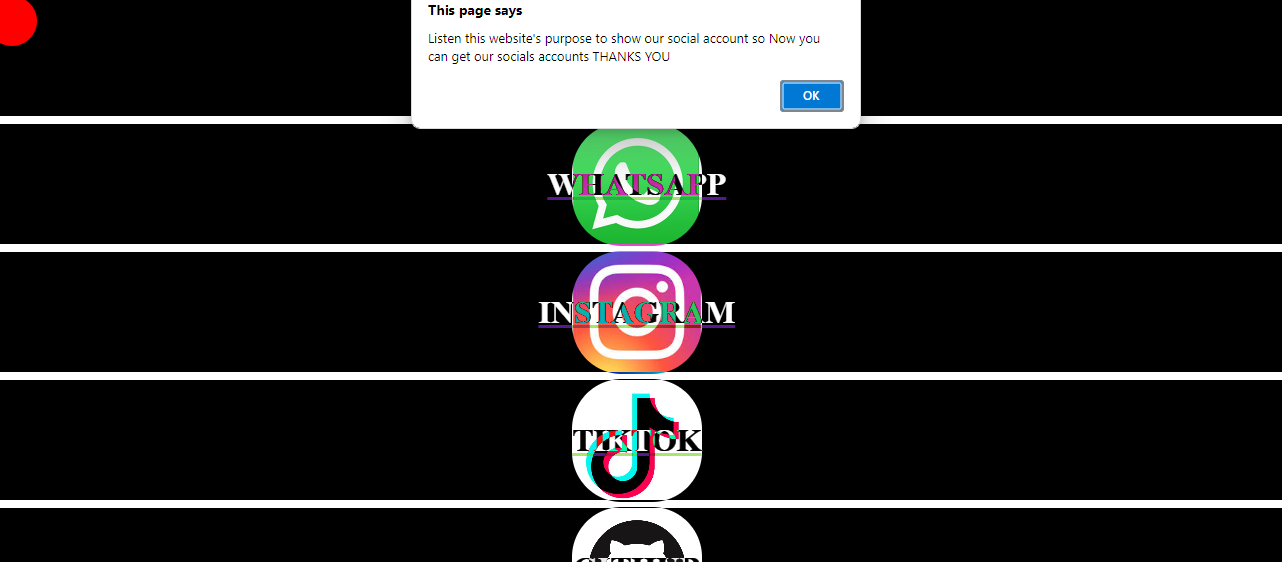 This page says
Listen this website's purpose to show our social account so Now you
can get our socials accounts THANKS YOU
OK
WHATSAPP
INSTAGRAM
TIKTOK